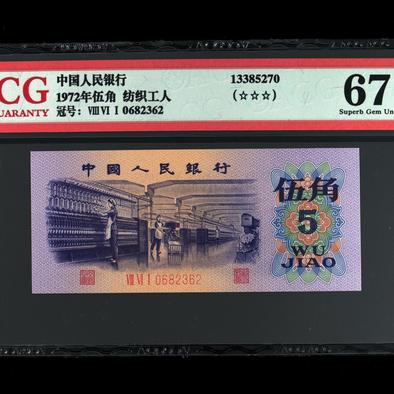 CG
UARANTY
中国人民银行
1972年伍角 纺织工人
冠号: Ⅷ Ⅵ Ⅰ 0682362
13385270
(☆☆☆)
67
Superb Gem Un
中國人民銀行
伍角
5
WU
JIAO
Ⅷ Ⅵ Ⅰ 0682362